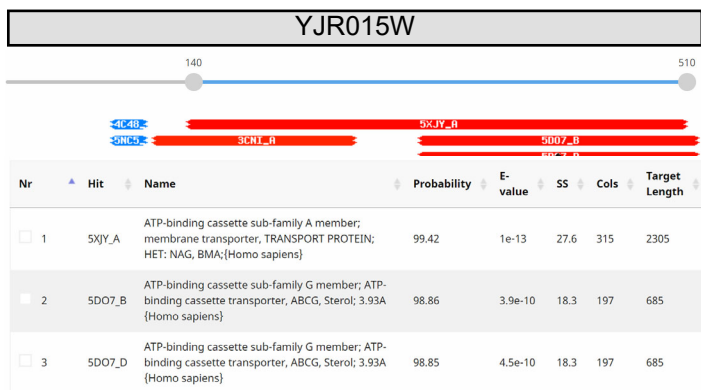 YJR015W
140 510
4C48_ 5XJY_A
5NC5_ 3CNI_A 5DO7_B
Nr Hit Name Probability E- SS Cols Target
value Length
1 5XJY_A ATP-binding cassette sub-family A member; 99.42 1e-13 27.6 315 2305
membrane transporter, TRANSPORT PROTEIN;
HET: NAG, BMA;{Homo sapiens}
2 5DO7_B ATP-binding cassette sub-family G member; ATP- 98.86 3.9e-10 18.3 197 685
binding cassette transporter, ABCG, Sterol; 3.93A
{Homo sapiens}
3 5DO7_D ATP-binding cassette sub-family G member; ATP- 98.85 4.5e-10 18.3 197 685
binding cassette transporter, ABCG, Sterol; 3.93A
{Homo sapiens}